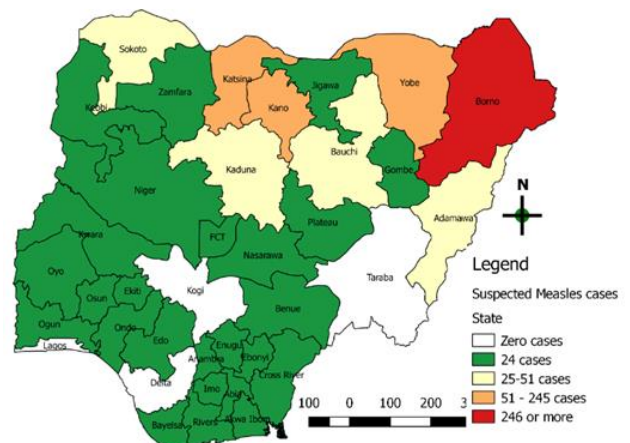 Sokoto
Katsina
Yobe
Borno
Kebbi
Zamfara
Jigawa
Kano
Kaduna
Bauchi
Gombe
Niger
Adamawa
N
Plateau
Kwara
FCT
Nasarawa
Taraba
Oyo
Kogi
Osun
Ekiti
Benue
Ogun
Ondo
Edo
Lagos
Enugu
Anambra
Ebonyi
Cross River
Delta
Imo
Abia
Bayelsa
Rivers
Akwa Ibom
Legend
Suspected Measles cases
State
Zero cases
24 cases
25-51 cases
51 - 245 cases
246 or more
100 0 100 200 3